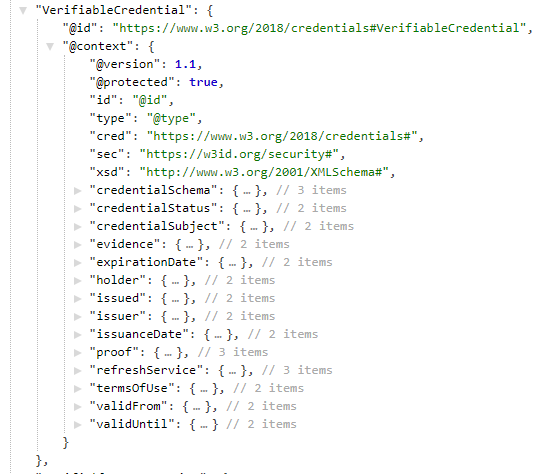 ▼ "VerifiableCredential": {
"@id": "https://www.w3.org/2018/credentials#VerifiableCredential",
▼ "@context": {
"@version": 1.1,
"@protected": true,
"id": "@id",
"type": "@type",
"cred": "https://www.w3.org/2018/credentials#",
"sec": "https://w3id.org/security#",
"xsd": "http://www.w3.org/2001/XMLSchema#",
▶ "credentialSchema": { … }, // 3 items
▶ "credentialStatus": { … }, // 2 items
▶ "credentialSubject": { … }, // 2 items
▶ "evidence": { … }, // 2 items
▶ "expirationDate": { … }, // 2 items
▶ "holder": { … }, // 2 items
▶ "issued": { … }, // 2 items
▶ "issuer": { … }, // 2 items
▶ "issuanceDate": { … }, // 2 items
▶ "proof": { … }, // 3 items
▶ "refreshService": { … }, // 3 items
▶ "termsOfUse": { … }, // 2 items
▶ "validFrom": { … }, // 2 items
▶ "validUntil": { … } // 2 items
}
},